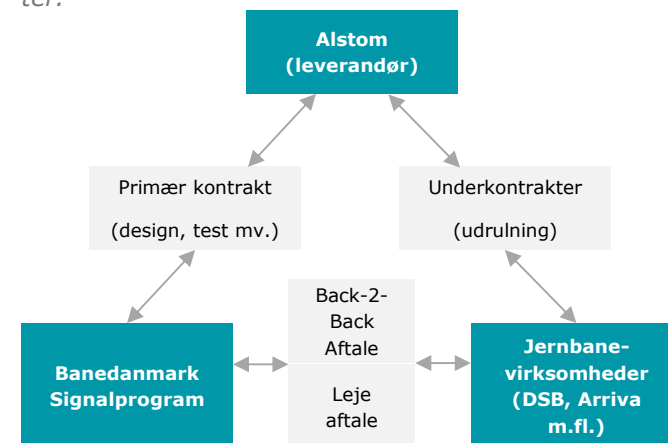 ter.
Alstom
(leverandør)
Primær kontrakt
(design, test mv.)
Underkontrakter
(udrulning)
Back-2-
Back
Aftale
Leje
aftale
Banedanmark
Signalprogram
Jernbane-
virksomheder
(DSB, Arriva
m.fl.)